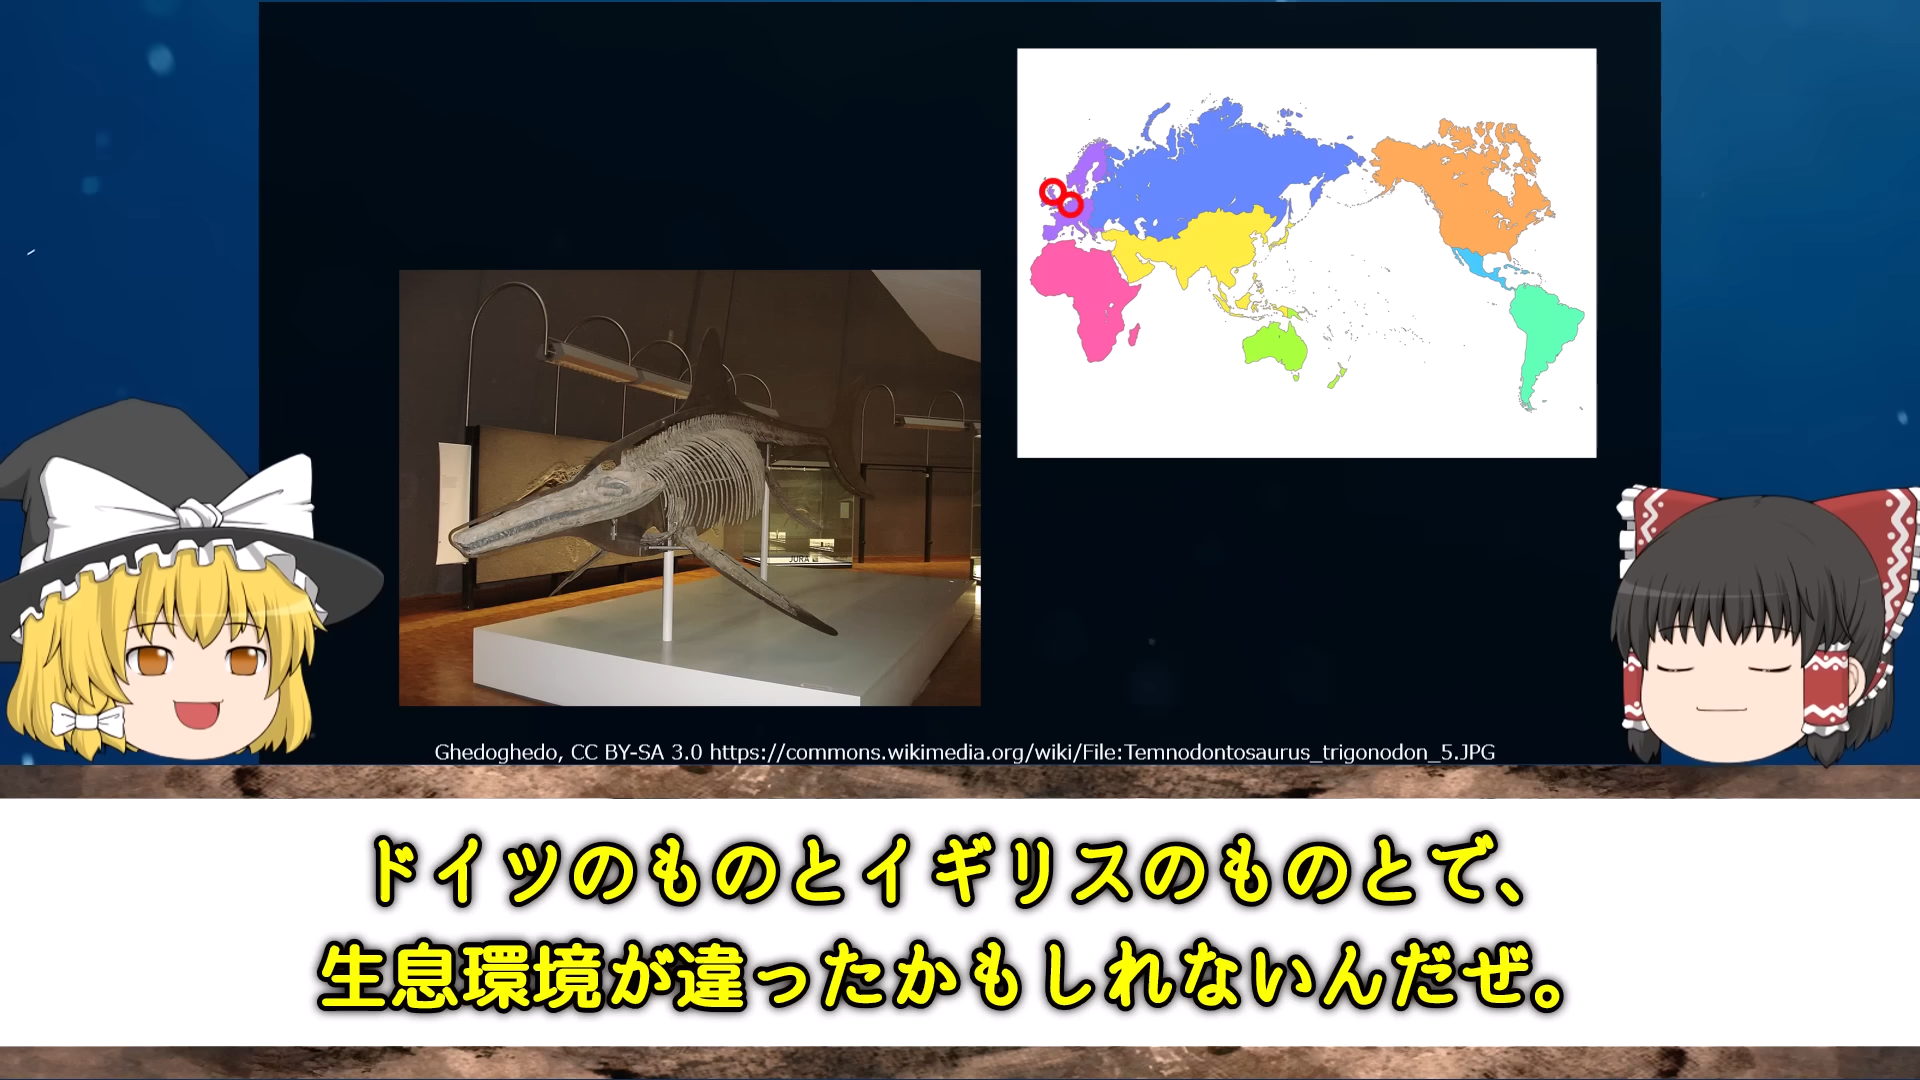 JURA
Ghedoghedo, CC BY-SA 3.0 https://commons.wikimedia.org/wiki/File:Temnodontosaurus_trigonodon_5.JPG
ドイツのものとイギリスのものとで、
生息環境が違ったかもしれないんだぜ。